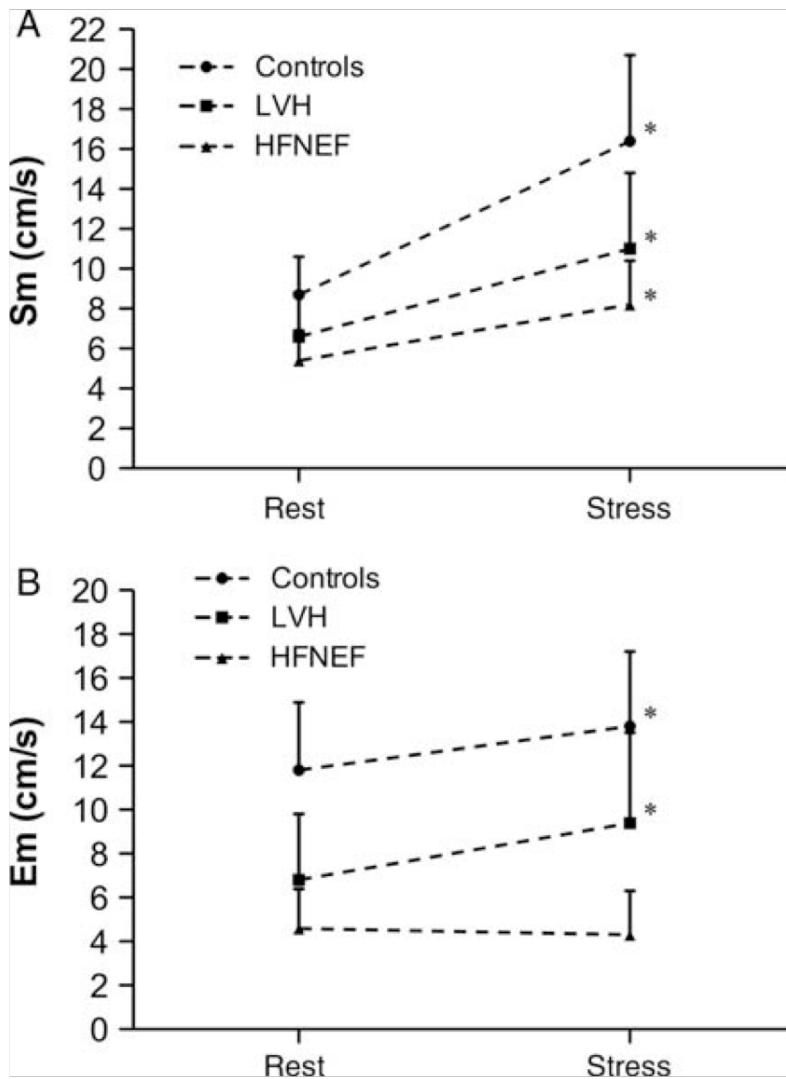 A
22
20
18
16
14
12
10
8
6
4
2
0
Sm (cm/s)
Controls
LVH
HFNEF
*
*
*
Rest Stress
B
20
18
16
14
12
10
8
6
4
2
0
Em (cm/s)
Controls
LVH
HFNEF
*
*
Rest Stress